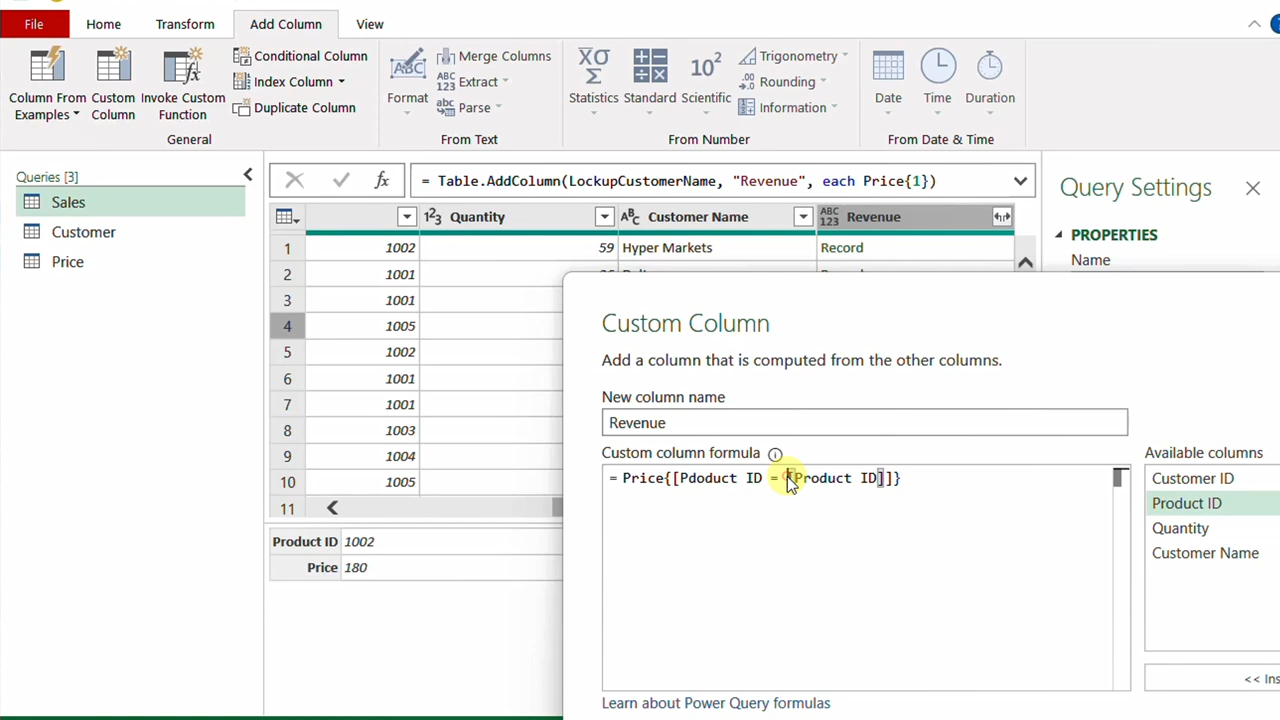 File Home Transform Add Column View
Column From Examples Custom Column Invoke Custom Function
Conditional Column
Index Column
Duplicate Column
General
Format
Merge Columns
ABC 123 Extract
abc Parse
From Text
Statistics Standard Scientific
Trigonometry
Rounding
Information
From Number
Date Time Duration
From Date & Time
Queries [3]
Sales
Customer
Price
fx = Table.AddColumn(LockupCustomerName, "Revenue", each Price{1})
Query Settings
PROPERTIES
Name
Quantity Customer Name Revenue
1 1002 59 Hyper Markets Record
2 1001
3 1001
4 1005
5 1002
6 1001
7 1001
8 1003
9 1004
10 1005
11
Product ID 1002
Price 180
Custom Column
Add a column that is computed from the other columns.
New column name
Revenue
Custom column formula
= Price{[Pdoduct ID = [Product ID]]}
Available columns
Customer ID
Product ID
Quantity
Customer Name
<< Ins
Learn about Power Query formulas